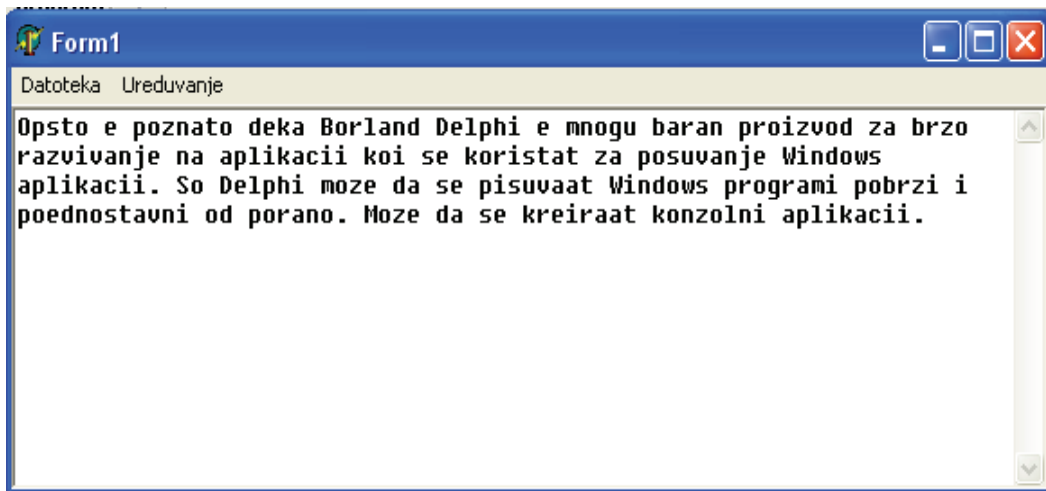 Form1
Datoteka Ureduvanje
Opsto e poznato deka Borland Delphi e mnogu baran proizvod za brzo
razvivanje na aplikacii koi se koristat za posuvanje Windows
aplikacii. So Delphi moze da se pisuvaat Windows programi pobrzi i
poednostavni od porano. Moze da se kreiraat konzolni aplikacii.